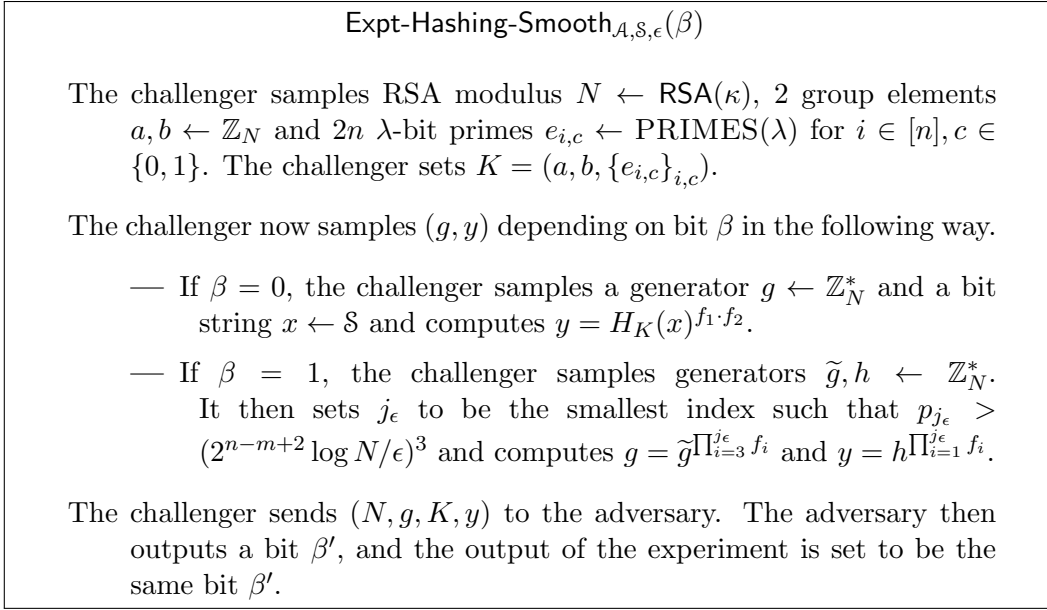 Expt-Hashing-Smooth_{𝒜,𝒮,ϵ}(β)
The challenger samples RSA modulus N ← RSA(κ), 2 group elements
a, b ← ℤ_N and 2n λ-bit primes e_{i,c} ← PRIMES(λ) for i ∈ [n], c ∈
{0, 1}. The challenger sets K = (a, b, {e_{i,c}}_{i,c}).
The challenger now samples (g, y) depending on bit β in the following way.
— If β = 0, the challenger samples a generator g ← ℤ*_N and a bit
string x ← 𝒮 and computes y = H_K(x)^{f_1·f_2}.
— If β = 1, the challenger samples generators g̃, h ← ℤ*_N.
It then sets j_ϵ to be the smallest index such that p_{j_ϵ} >
(2^{n−m+2} log N/ϵ)^3 and computes g = g̃^{∏_{i=3}^{j_ϵ} f_i} and y = h^{∏_{i=1}^{j_ϵ} f_i}.
The challenger sends (N, g, K, y) to the adversary. The adversary then
outputs a bit β′, and the output of the experiment is set to be the
same bit β′.